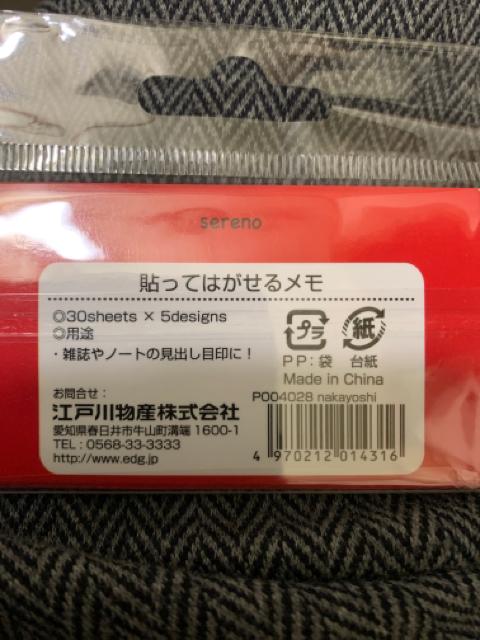 sereno
貼ってはがせるメモ
◎30sheets × 5designs
◎用途
・雑誌やノートの見出し目印に！
プラ 紙
PP：袋 台紙
Made in China
お問合せ：
江戸川物産株式会社
愛知県春日井市牛山町溝端 1600-1
TEL : 0568-33-3333
http://www.edg.jp
P004028 nakayoshi
4 970212 014316